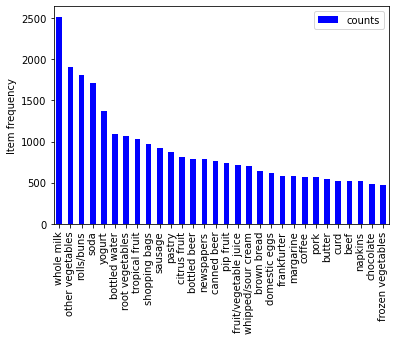 counts
Item frequency
2500
2000
1500
1000
500
0
whole milk
other vegetables
rolls/buns
soda
yogurt
bottled water
root vegetables
tropical fruit
shopping bags
sausage
pastry
citrus fruit
bottled beer
newspapers
canned beer
pip fruit
fruit/vegetable juice
whipped/sour cream
brown bread
domestic eggs
frankfurter
margarine
coffee
pork
butter
curd
beef
napkins
chocolate
frozen vegetables